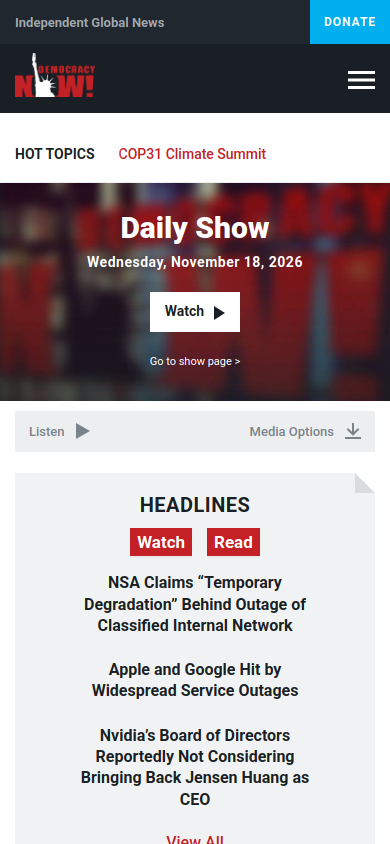 Independent Global News
DONATE
DEMOCRACY
NOW!
HOT TOPICS
COP31 Climate Summit
Daily Show
Wednesday, November 18, 2026
Watch
Go to show page >
Listen
Media Options
HEADLINES
Watch
Read
NSA Claims “Temporary
Degradation” Behind Outage of
Classified Internal Network
Apple and Google Hit by
Widespread Service Outages
Nvidia’s Board of Directors
Reportedly Not Considering
Bringing Back Jensen Huang as
CEO
View All